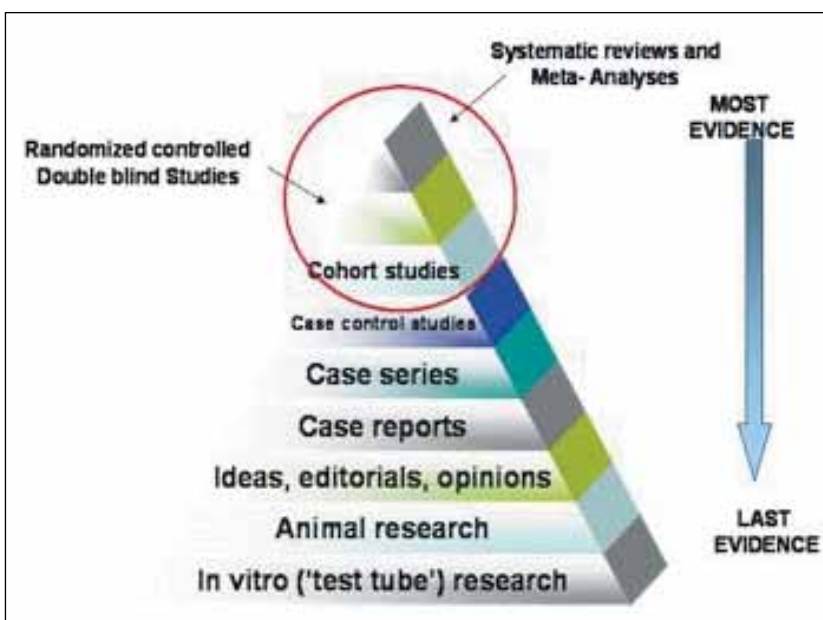 Systematic reviews and
Meta- Analyses
MOST
EVIDENCE
Randomized controlled
Double blind Studies
Cohort studies
Case control studies
Case series
Case reports
Ideas, editorials, opinions
Animal research
In vitro ('test tube') research
LAST
EVIDENCE